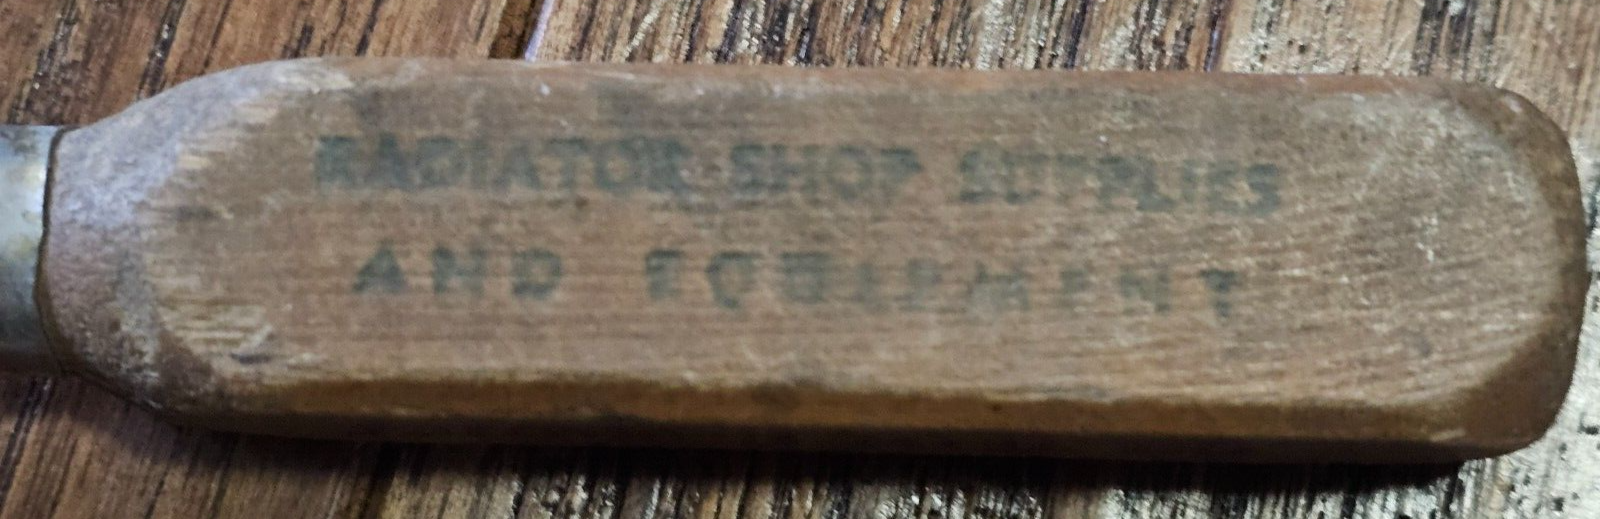 RADIATOR SHOP SUPPLIES
AND EQUIPMENT